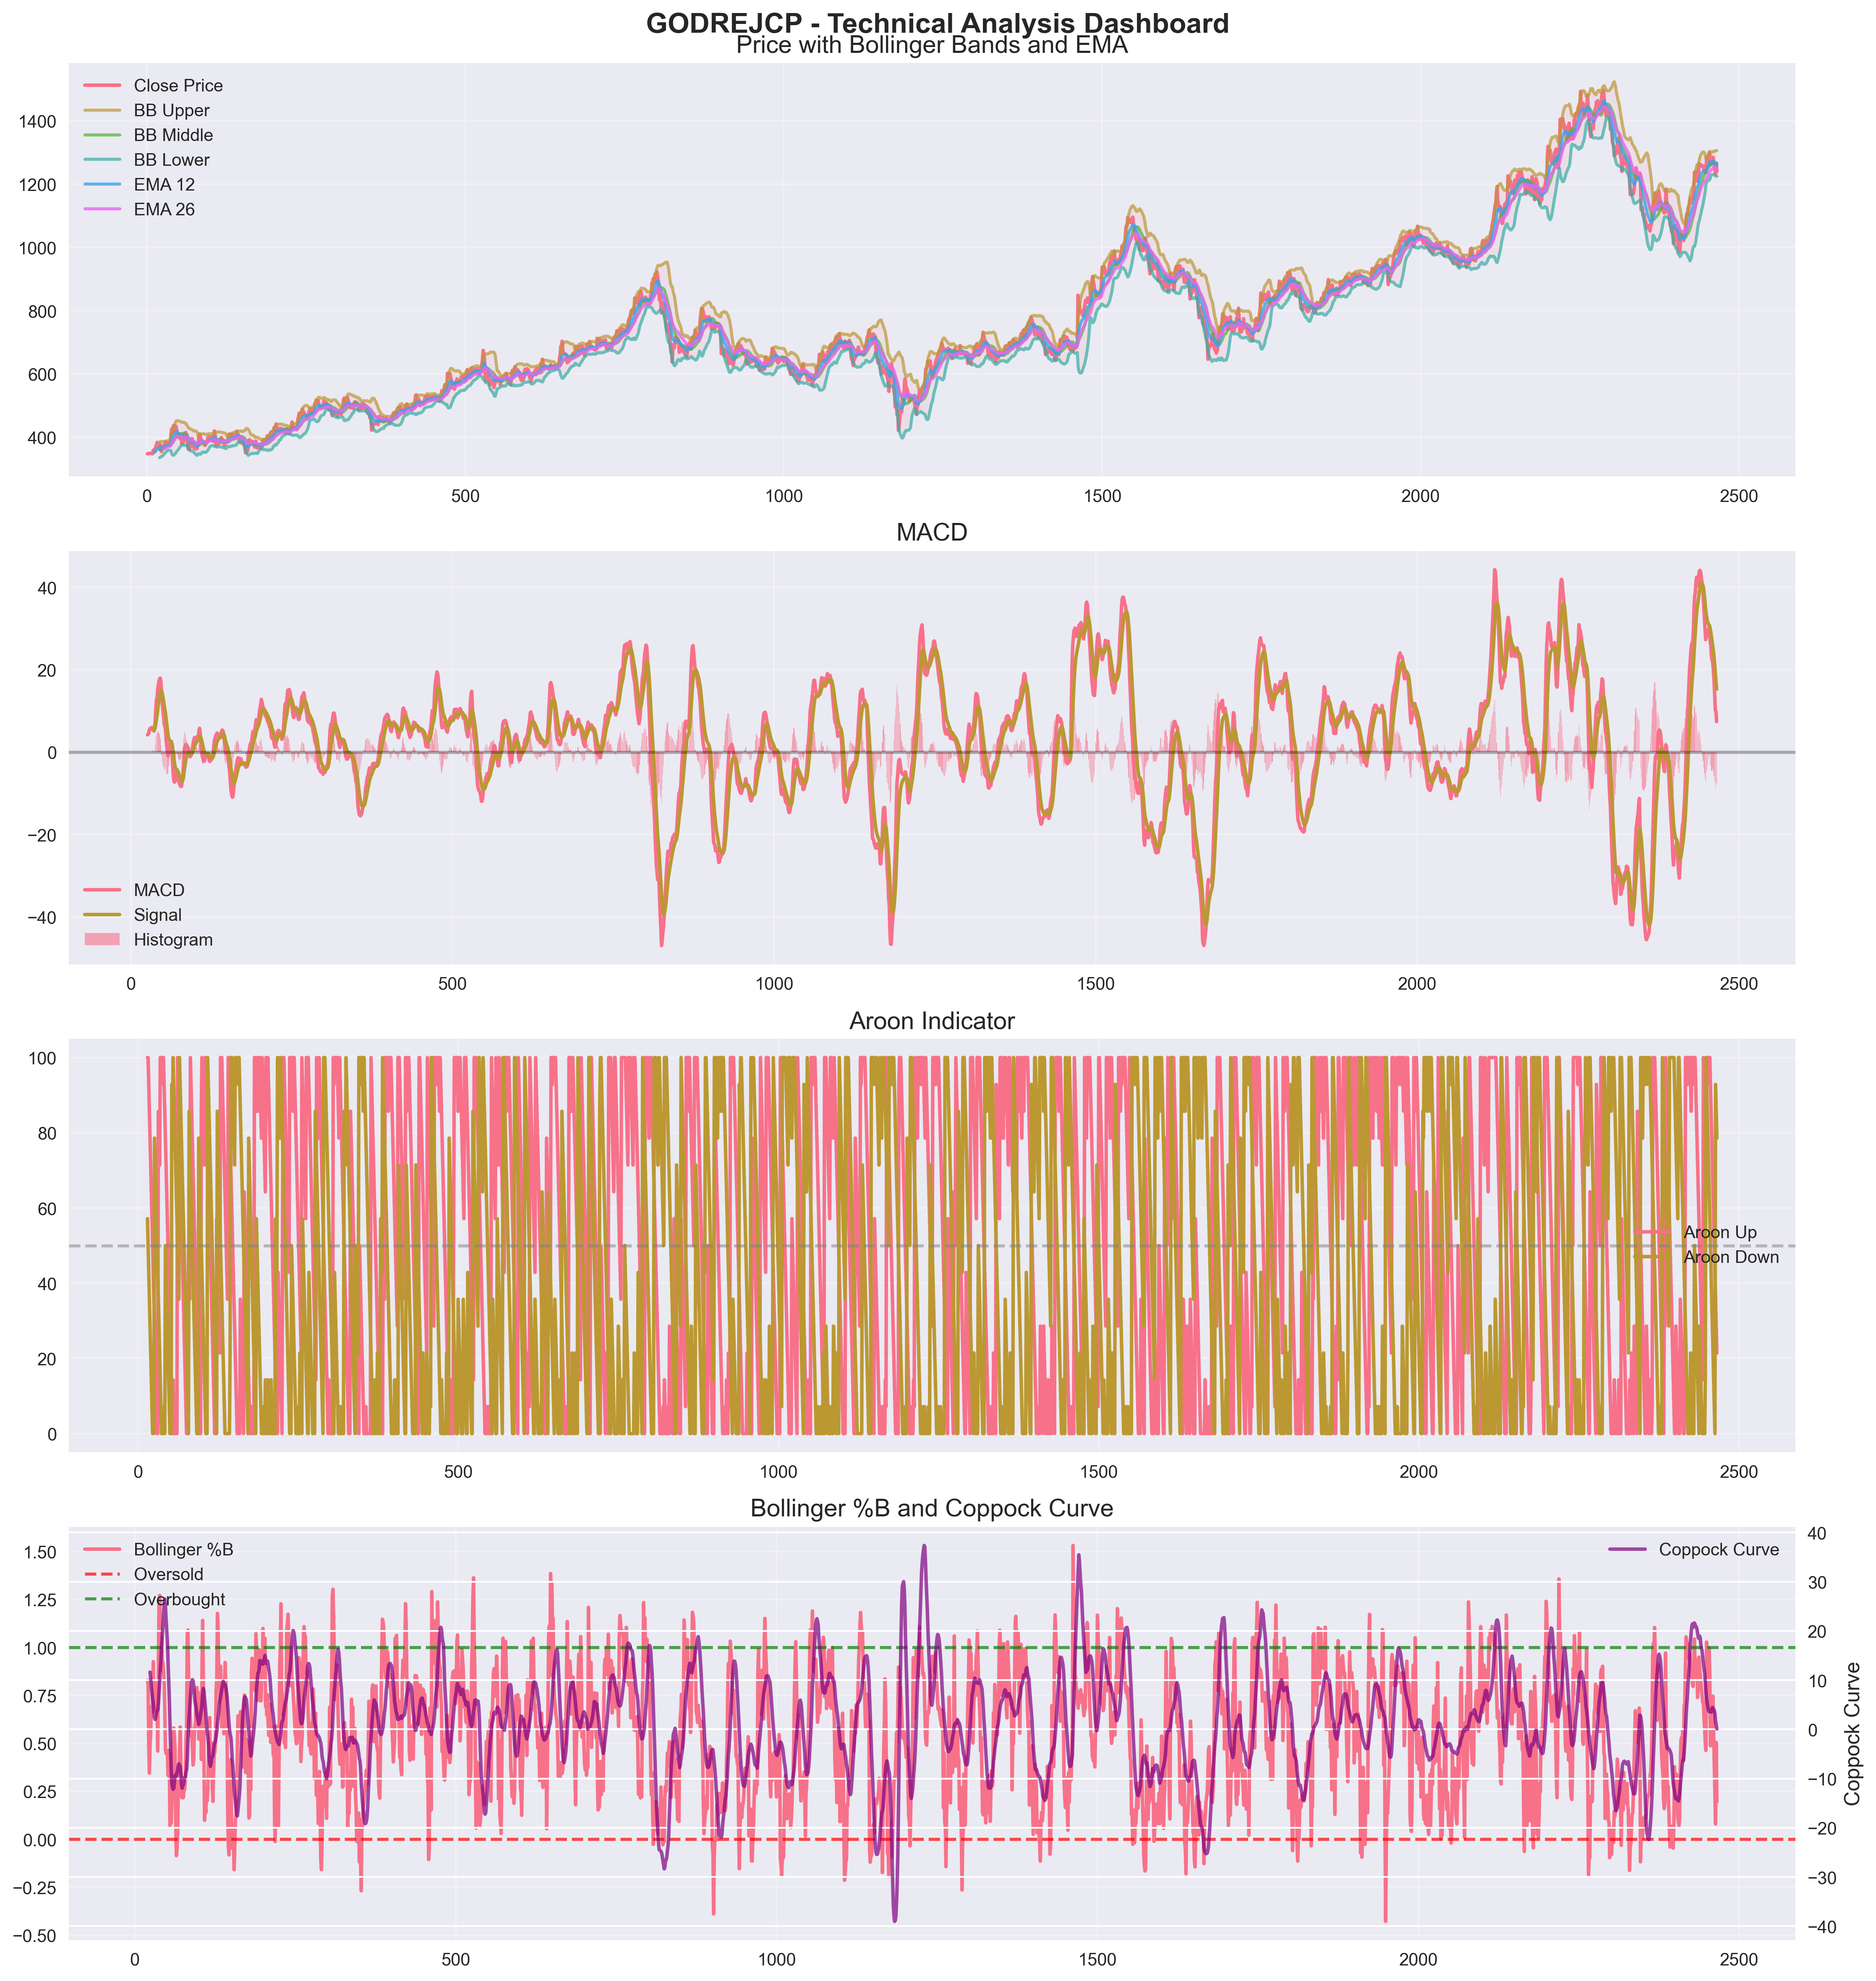 GODREJCP - Technical Analysis Dashboard
Price with Bollinger Bands and EMA
Close Price
BB Upper
BB Middle
BB Lower
EMA 12
EMA 26
1400
1200
1000
800
600
400
0 500 1000 1500 2000 2500
MACD
40
20
0
−20
−40
MACD
Signal
Histogram
0 500 1000 1500 2000 2500
Aroon Indicator
100
80
60
40
20
0
Aroon Up
Aroon Down
0 500 1000 1500 2000 2500
Bollinger %B and Coppock Curve
1.50
1.25
1.00
0.75
0.50
0.25
0.00
−0.25
−0.50
Bollinger %B
Oversold
Overbought
Coppock Curve
40
30
20
10
0
−10
−20
−30
−40
Coppock Curve
0 500 1000 1500 2000 2500